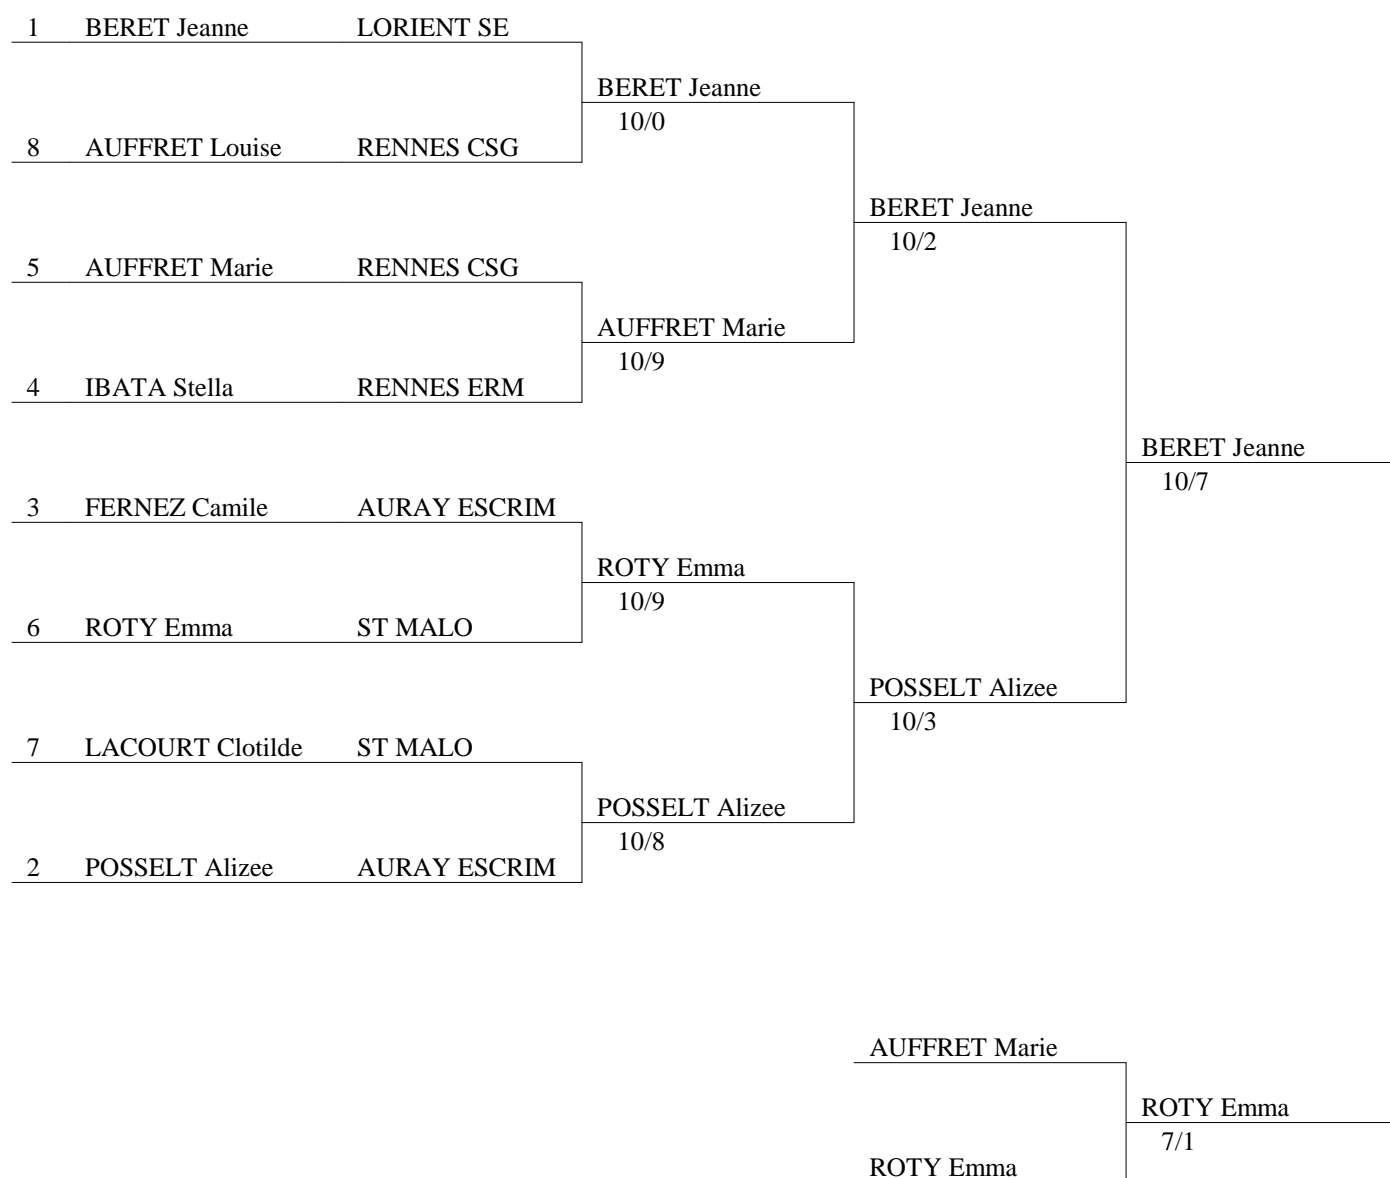 1 BERET Jeanne LORIENT SE
BERET Jeanne
10/0
8 AUFFRET Louise RENNES CSG
BERET Jeanne
10/2
5 AUFFRET Marie RENNES CSG
AUFFRET Marie
10/9
4 IBATA Stella RENNES ERM
BERET Jeanne
10/7
3 FERNEZ Camile AURAY ESCRIM
ROTY Emma
10/9
6 ROTY Emma ST MALO
POSSELT Alizee
10/3
7 LACOURT Clotilde ST MALO
POSSELT Alizee
10/8
2 POSSELT Alizee AURAY ESCRIM
AUFFRET Marie
ROTY Emma
7/1
ROTY Emma